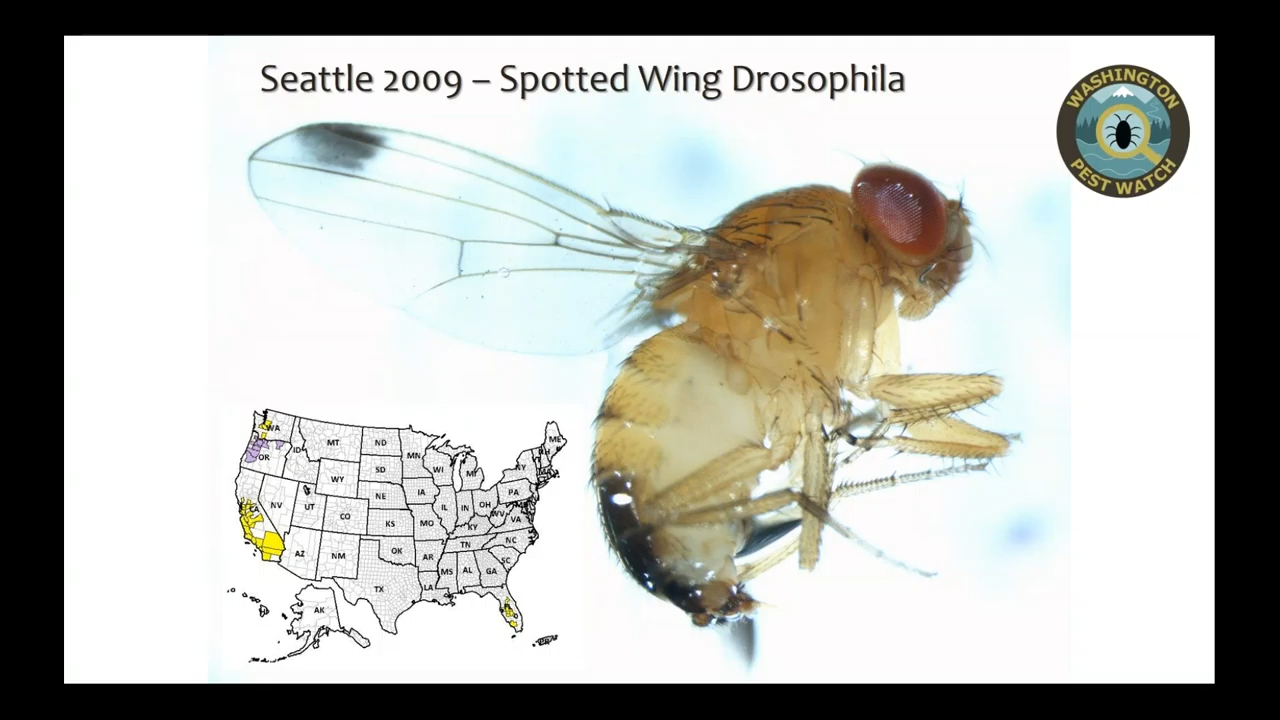 Seattle 2009 – Spotted Wing Drosophila
WASHINGTON
PEST WATCH
WA
MT
ND
MN
ME
OR
ID
SD
WI
MI
NY
WY
IA
PA
NE
NV
UT
IL
IN
OH
CA
CO
KS
MO
WV
VA
KY
AZ
NM
OK
AR
TN
NC
SC
MS
AL
GA
TX
LA
AK